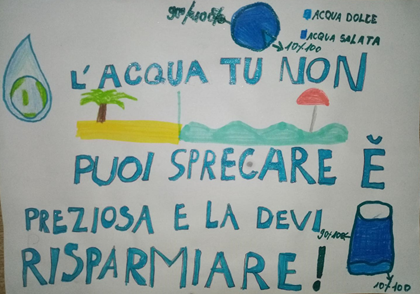 90/100
ACQUA DOLCE
ACQUA SALATA
10/100
L'ACQUA TU NON
PUOI SPRECARE È
PREZIOSA E LA DEVI
90/100
RISPARMIARE!
10/100